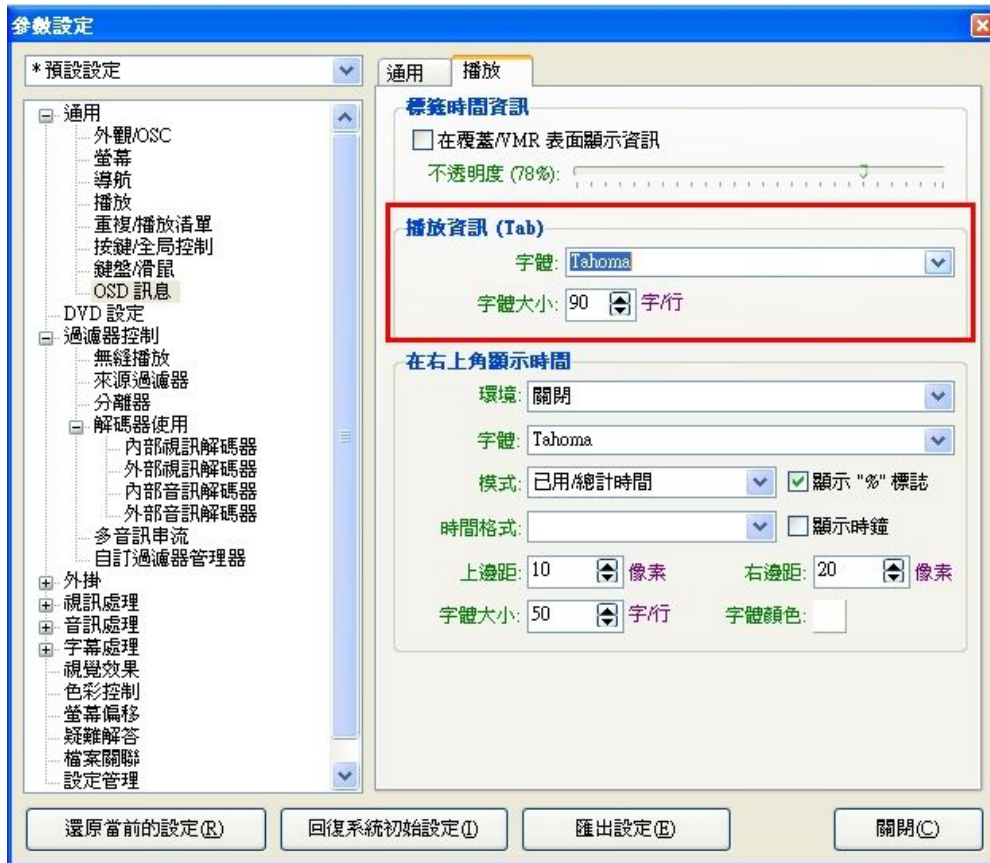 參數設定
*預設設定
通用
外觀/OSC
螢幕
導航
播放
重複/播放清單
按鍵/全局控制
鍵盤/滑鼠
OSD 訊息
DVD 設定
過濾器控制
無縫播放
來源過濾器
分離器
解碼器使用
內部視訊解碼器
外部視訊解碼器
內部音訊解碼器
外部音訊解碼器
多音訊串流
自訂過濾器管理器
外掛
視訊處理
音訊處理
字幕處理
視覺效果
色彩控制
螢幕偏移
疑難解答
檔案關聯
設定管理
通用 播放
標籤時間資訊
在覆蓋/VMR 表面顯示資訊
不透明度 (78%):
播放資訊 (Tab)
字體: Tahoma
字體大小: 90 字/行
在右上角顯示時間
環境: 關閉
字體: Tahoma
模式: 已用/總計時間 顯示 "%" 標誌
時間格式: 顯示時鐘
上邊距: 10 像素 右邊距: 20 像素
字體大小: 50 字/行 字體顏色:
還原當前的設定(R) 回復系統初始設定(I) 匯出設定(E) 關閉(C)